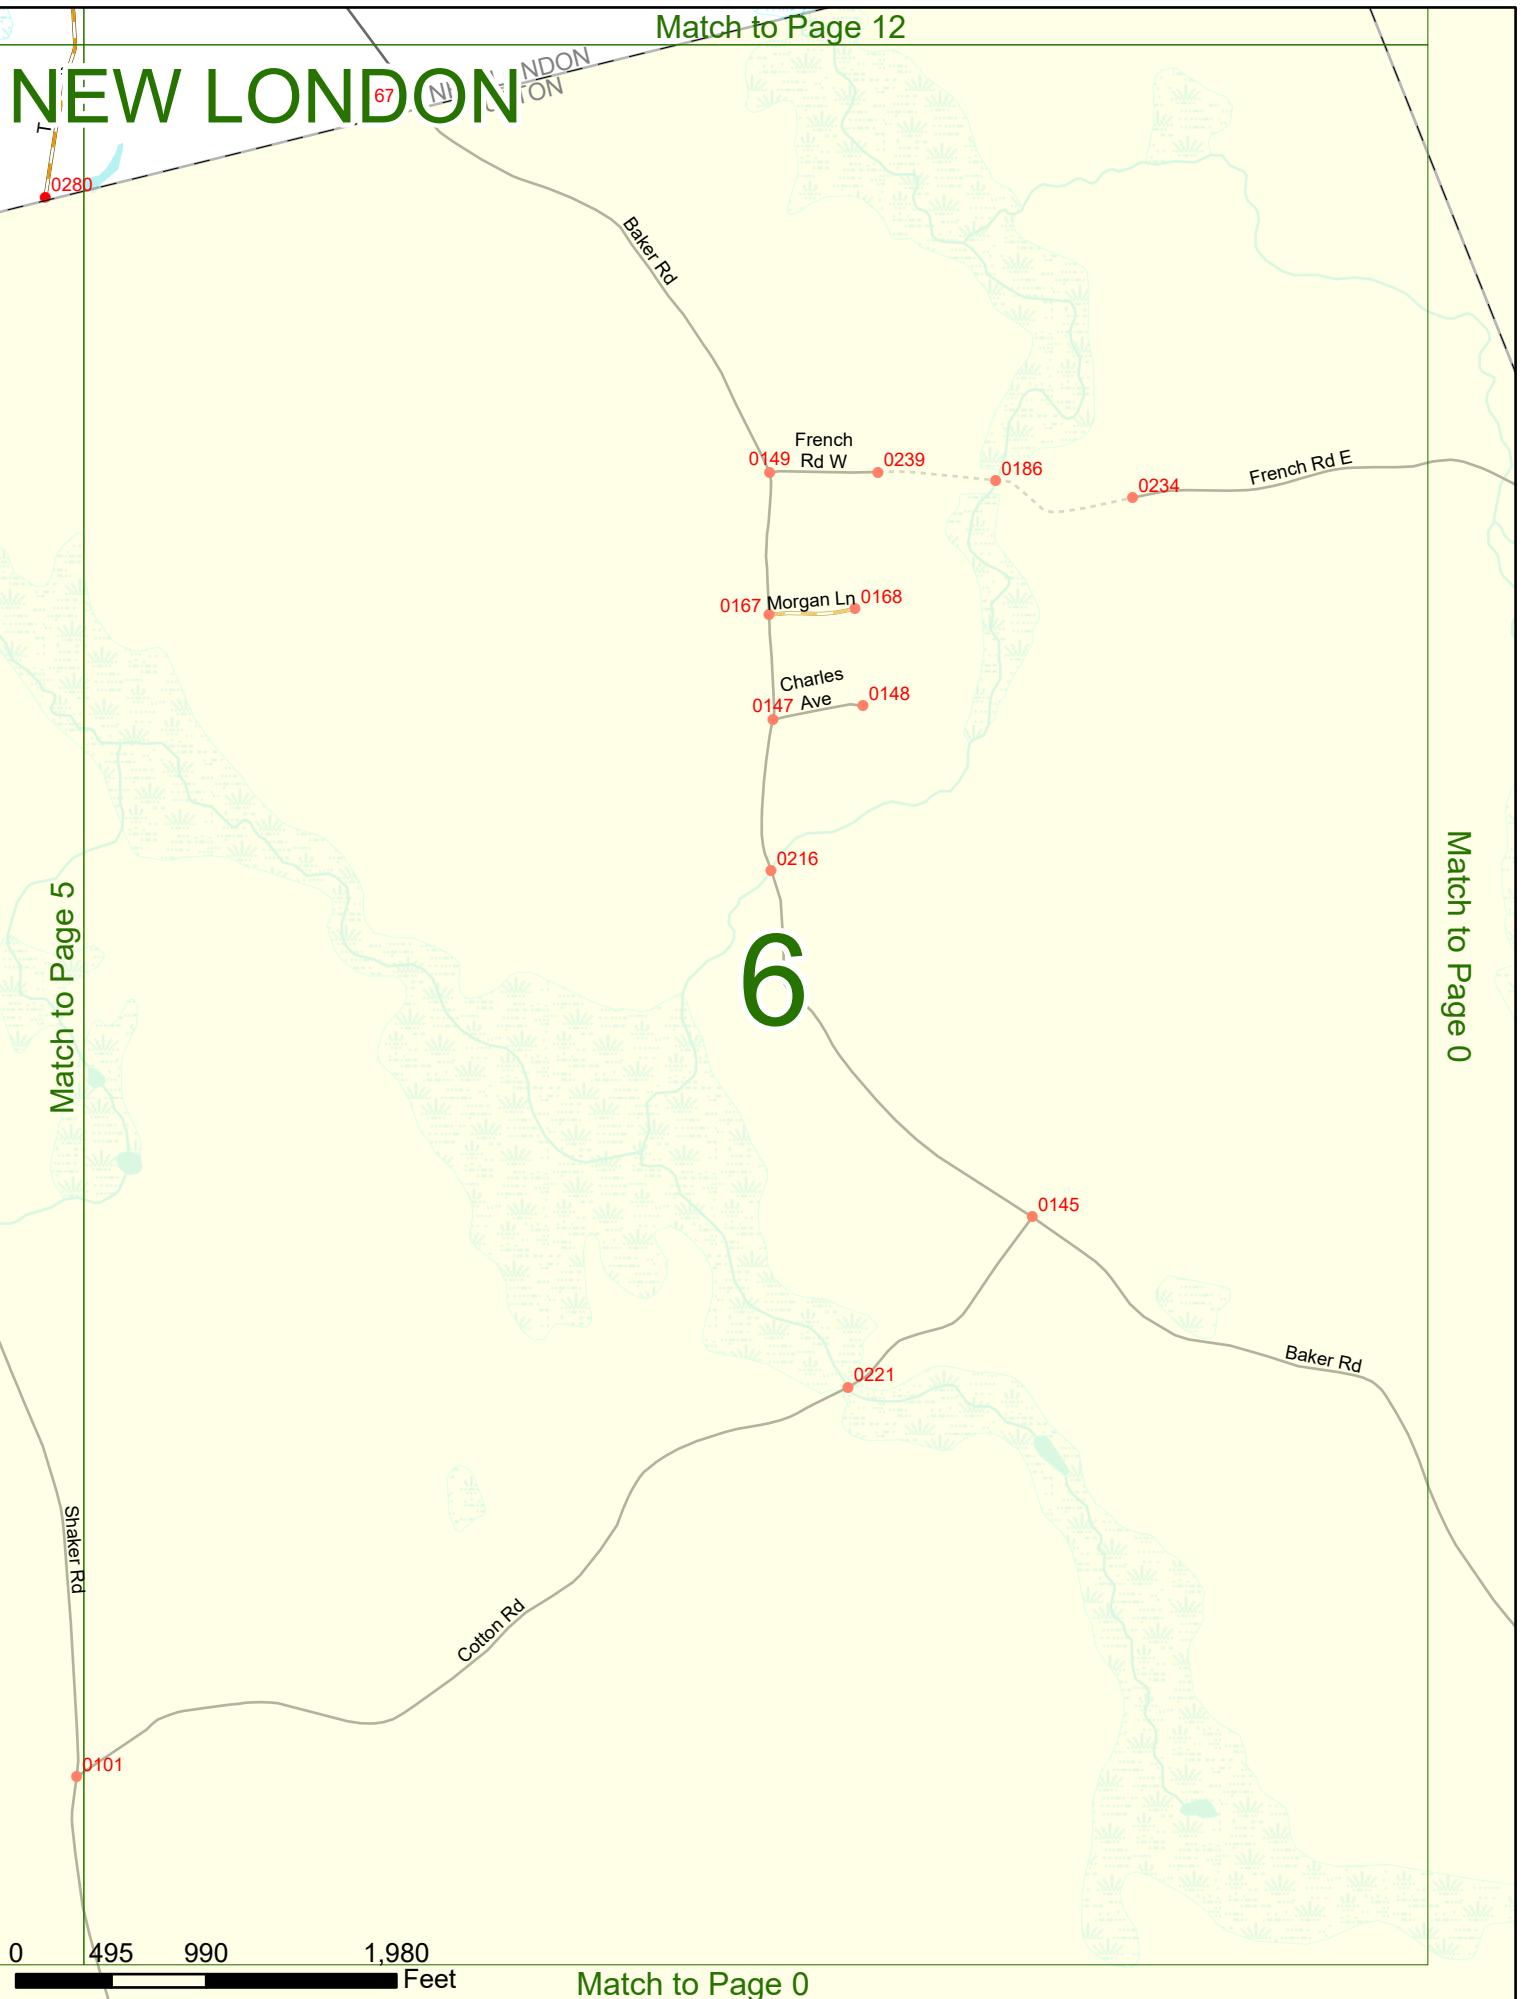 Match to Page 12
NEW LONDON
67
NDON
TON
T
0280
Baker Rd
French
Rd W
0149
0239
0186
0234
French Rd E
0167
Morgan Ln
0168
Charles
Ave
0147
0148
0216
Match to Page 5
6
Match to Page 0
0145
Baker Rd
0221
Shaker Rd
Cotton Rd
0101
0 495 990 1,980
Feet
Match to Page 0